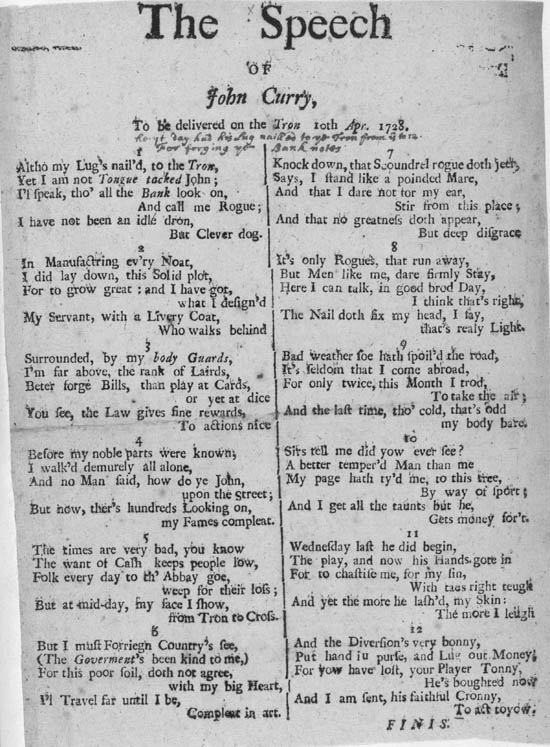 The Speech
OF
John Curry,
To be delivered on the Tron 10th Apr. 1728.
day had his Lug nailed to ye Tron from
For forging ye Bank notes
Altho my Lug's nail'd, to the Tron,
Yet I am not Tongue tacked John;
I'l speak, tho' all the Bank look on,
And call me Rogue;
I have not been an idle dron,
But Clever dog.
2
In Manufactring ev'ry Noat,
I did lay down, this Solid plot,
For to grow great: and I have got,
what I design'd
My Servant, with a Livery Coat,
Who walks behind
3
Surrounded, by my body Guards,
I'm far above, the rank of Lairds,
Beter forge Bills, than play at Cards,
or yet at dice
You see, the Law gives fine rewards,
To actions nice
4
Before my noble parts were known,
I walk'd demurely all alone,
And no Man said, how do ye John,
upon the street;
But now, ther's hundreds Looking on,
my Fames compleat.
5
The times are very bad, you know
The want of Cash keeps people low,
Folk every day to th' Abbay goe,
weep for their loss;
But at mid-day, my face I show,
from Tron to Cross.
6
But I must Forriegn Country's see,
(The Goverment's been kind to me,)
For this poor soil, doth not agree,
with my big Heart,
I'l Travel far until I be,
Compleat in art.
7
Knock down, that Scoundrel rogue doth jeer,
Says, I stand like a poinded Mare,
And that I dare not for my ear,
Stir from this place;
And that no greatness doth appear,
But deep disgrace
8
It's only Rogues, that run away,
But Men like me, dare firmly Stay,
Here I can talk, in good brod Day,
I think that's right,
The Nail doth fix my head, I say,
that's realy Light.
9
Bad weather soe hath spoil'd the road,
It's seldom that I come abroad,
For only twice, this Month I trod,
To take the air;
And the last time, tho' cold, that's odd
my body bare.
10
Sirs tell me did yow ever see?
A better temper'd Man than me
My page hath ty'd me, to this tree,
By way of sport;
And I get all the taunts but he,
Gets money for't.
11
Wednesday last he did begin,
The play, and now his Hands gote in
For to chastise me, for my sin,
With taes right teugh
And yet the more he lash'd, my Skin:
The more I leugh
12
And the Diversion's very bonny,
Put hand in purse, and Lug out Money,
For yow have lost, your Player Tonny,
He's boughted now
And I am sent, his faithful Cronny,
To act to yow.
FINIS.